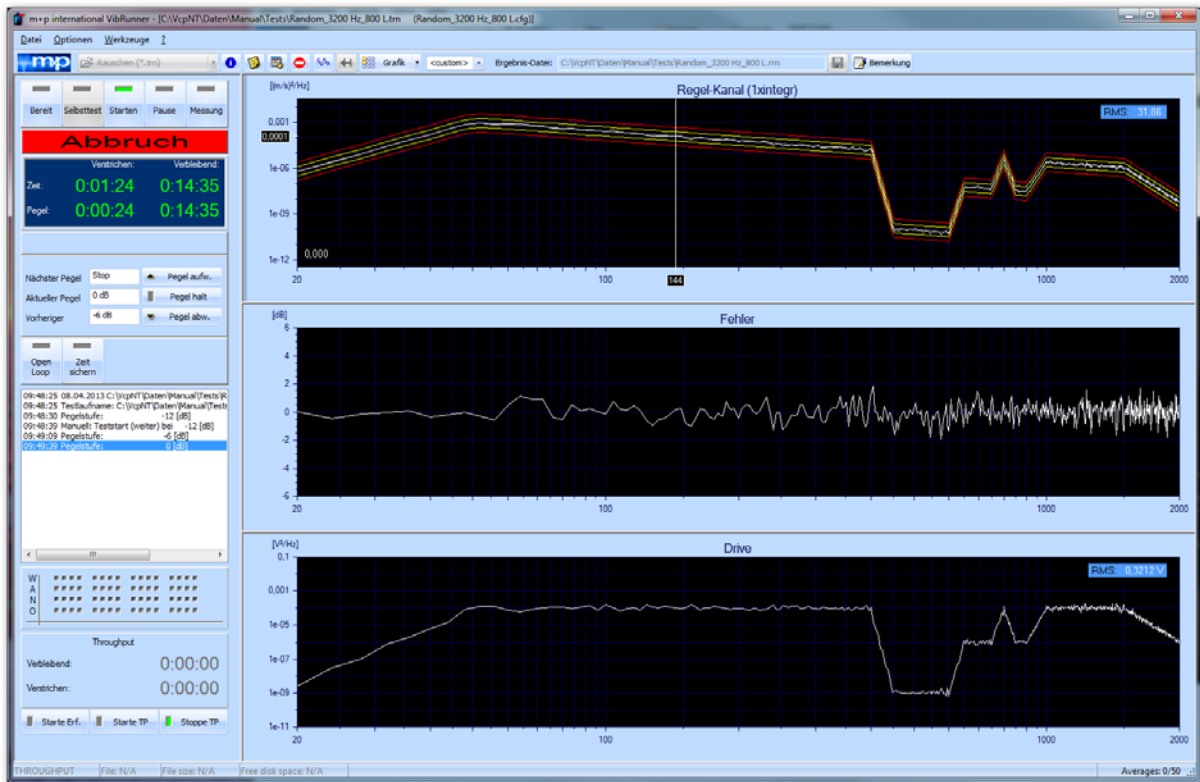 m+p international VibRunner - [C:\VcpNT\Daten\Manual\Tests\Random_3200 Hz_800 L.trn (Random_3200 Hz_800 L.cfg)]
Datei Optionen Werkzeuge ?
mp Rauschen (*.trn) Grafik <custom> Ergebnis-Datei: C:\VcpNT\Daten\Manual\Tests\Random_3200 Hz_800 L.rrn Bemerkung
Bereit Selbsttest Starten Pause Messung
Abbruch
Verstrichen: Verbleibend:
Zeit: 0:01:24 0:14:35
Pegel: 0:00:24 0:14:35
Nächster Pegel Stop Pegel aufw.
Aktueller Pegel 0 dB Pegel halt
Vorheriger -6 dB Pegel abw.
Open Loop Zeit sichern
09:48:25 08.04.2013 C:\VcpNT\Daten\Manual\Tests\R
09:48:25 Testlaufname: C:\VcpNT\Daten\Manual\Tests
09:48:30 Pegelstufe: -12 [dB]
09:48:39 Manuell: Teststart (weiter) bei -12 [dB]
09:49:09 Pegelstufe: -6 [dB]
09:49:39 Pegelstufe: 0 [dB]
W
A
N
O
Throughput
Verbleibend: 0:00:00
Verstrichen: 0:00:00
Starte Erf. Starte TP Stoppe TP
[(m/s)²/Hz]
Regel-Kanal (1xintegr)
RMS: 31,86
0,001
0,0001
1e-06
1e-09
1e-12
0,000
20 100 144 1000 2000
[dB]
Fehler
6
4
2
0
-2
-4
-6
20 100 1000 2000
[V²/Hz]
Drive
RMS: 0,3212 V
0,1
0,001
1e-05
1e-07
1e-09
1e-11
20 100 1000 2000
THROUGHPUT File: N/A File size: N/A Free disk space: N/A Averages: 0/50